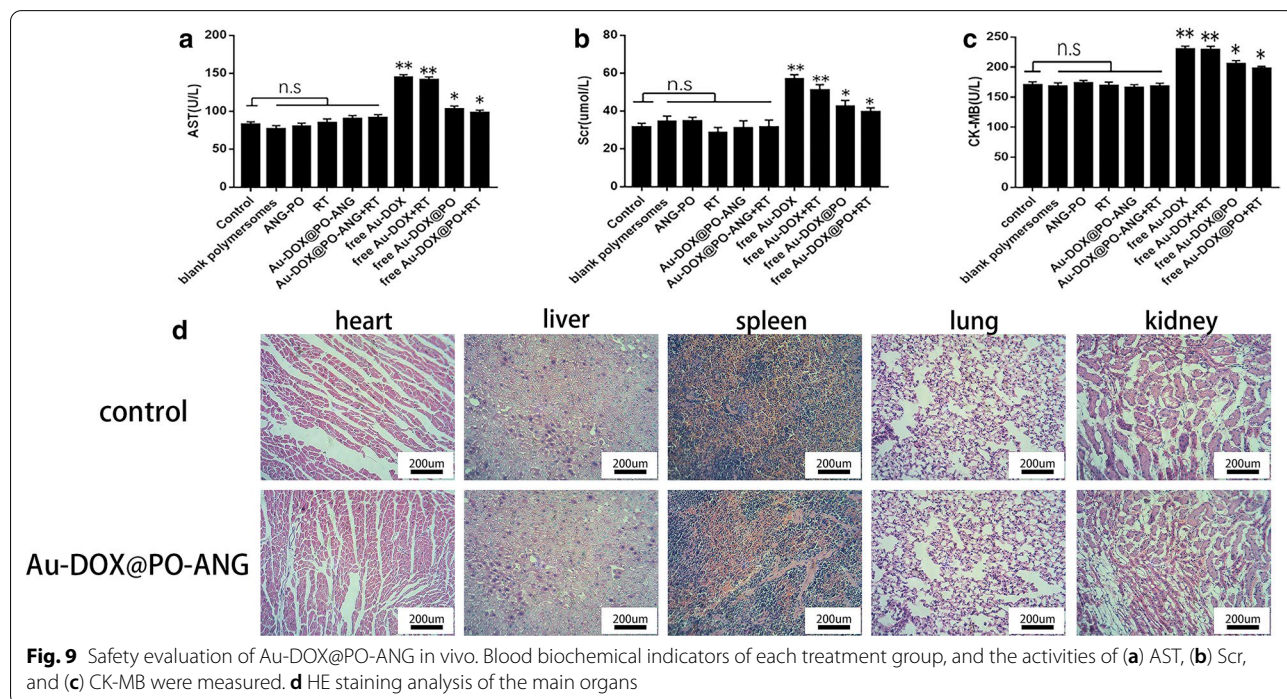 a
b
c
AST(U/L)
200
150
100
50
0
n.s
**
**
*
*
Control
blank polymersomes
ANG-PO
RT
Au-DOX@PO-ANG
Au-DOX@PO-ANG+RT
free Au-DOX
free Au-DOX+RT
free Au-DOX@PO
free Au-DOX@PO+RT
Scr(umol/L)
80
60
40
20
0
n.s
**
**
*
*
Control
blank polymersomes
ANG-PO
RT
Au-DOX@PO-ANG
Au-DOX@PO-ANG+RT
free Au-DOX
free Au-DOX+RT
free Au-DOX@PO
free Au-DOX@PO+RT
CK-MB(U/L)
250
200
150
100
50
0
n.s
**
**
*
*
control
blank polymersomes
ANG-PO
RT
Au-DOX@PO-ANG
Au-DOX@PO-ANG+RT
free Au-DOX
free Au-DOX+RT
free Au-DOX@PO
free Au-DOX@PO+RT
d
heart liver spleen lung kidney
control
200um 200um 200um 200um 200um
Au-DOX@PO-ANG
200um 200um 200um 200um 200um
Fig. 9 Safety evaluation of Au-DOX@PO-ANG in vivo. Blood biochemical indicators of each treatment group, and the activities of (a) AST, (b) Scr,
and (c) CK-MB were measured. d HE staining analysis of the main organs